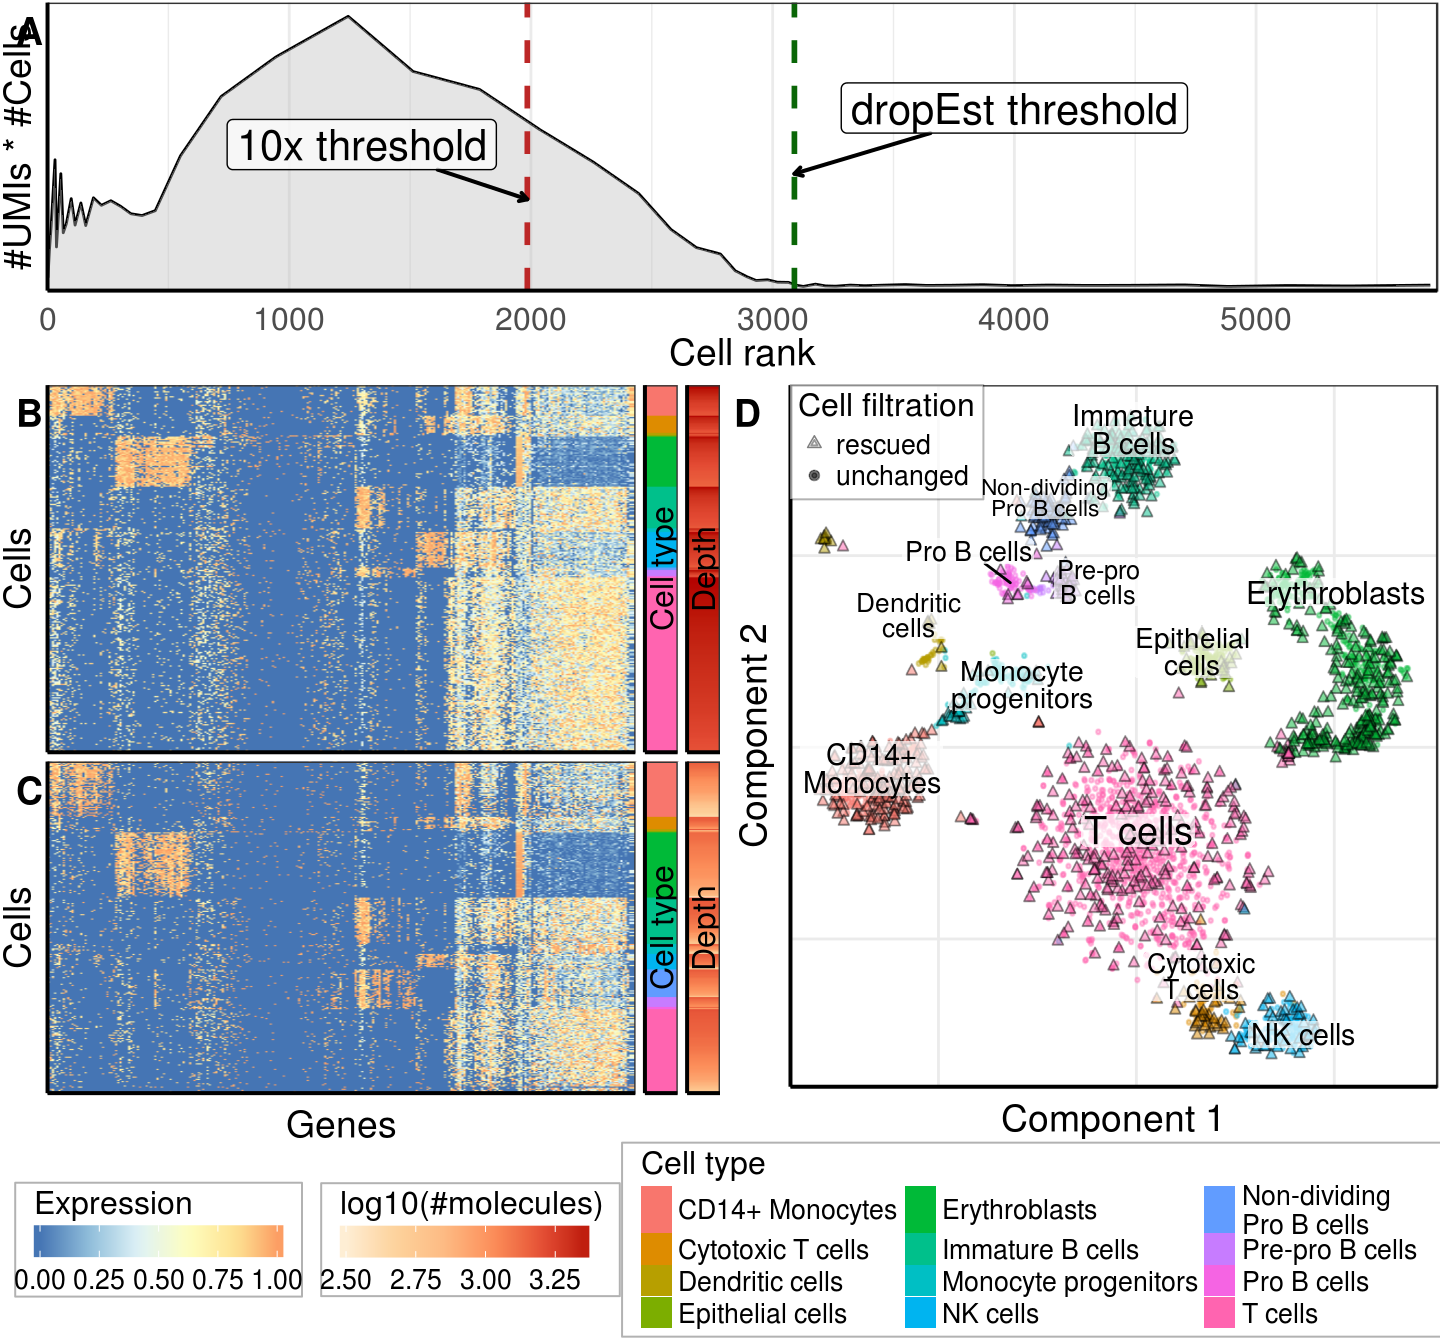 A
#UMIs * #Cells
10x threshold
dropEst threshold
0
1000
2000
3000
4000
5000
Cell rank
B
Cells
Cell type
Depth
C
Cells
Cell type
Depth
Genes
D
Cell filtration
rescued
unchanged
Immature
B cells
Non-dividing
Pro B cells
Pro B cells
Pre-pro
B cells
Dendritic
cells
Erythroblasts
Epithelial
cells
Monocyte
progenitors
CD14+
Monocytes
T cells
Cytotoxic
T cells
NK cells
Component 2
Component 1
Expression
0.00 0.25 0.50 0.75 1.00
log10(#molecules)
2.50 2.75 3.00 3.25
Cell type
CD14+ Monocytes
Cytotoxic T cells
Dendritic cells
Epithelial cells
Erythroblasts
Immature B cells
Monocyte progenitors
NK cells
Non-dividing
Pro B cells
Pre-pro B cells
Pro B cells
T cells